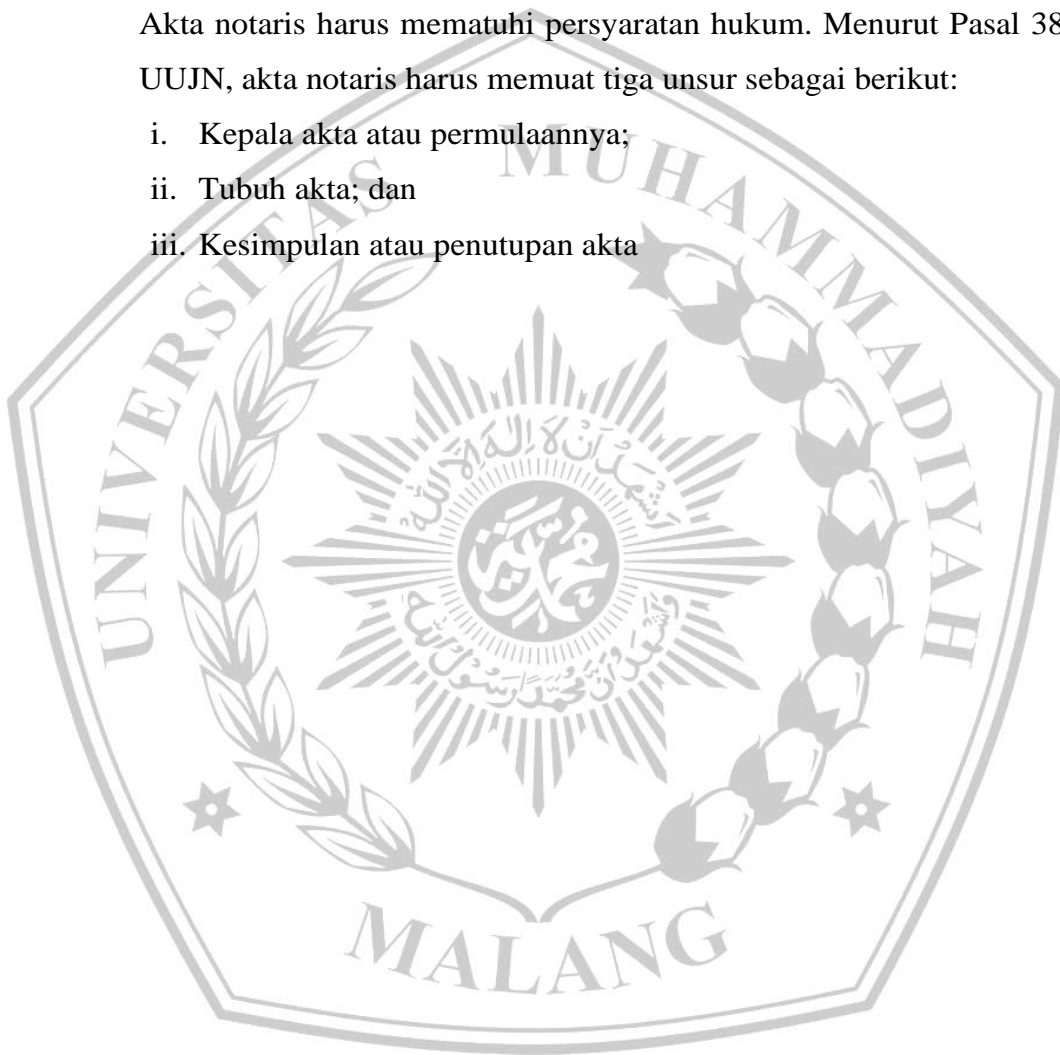 Akta notaris harus mematuhi persyaratan hukum. Menurut Pasal 38
UUJN, akta notaris harus memuat tiga unsur sebagai berikut:
i. Kepala akta atau permulaannya;
ii. Tubuh akta; dan
iii. Kesimpulan atau penutupan akta
UNIVERSITAS MUHAMMADIYAH
MALANG